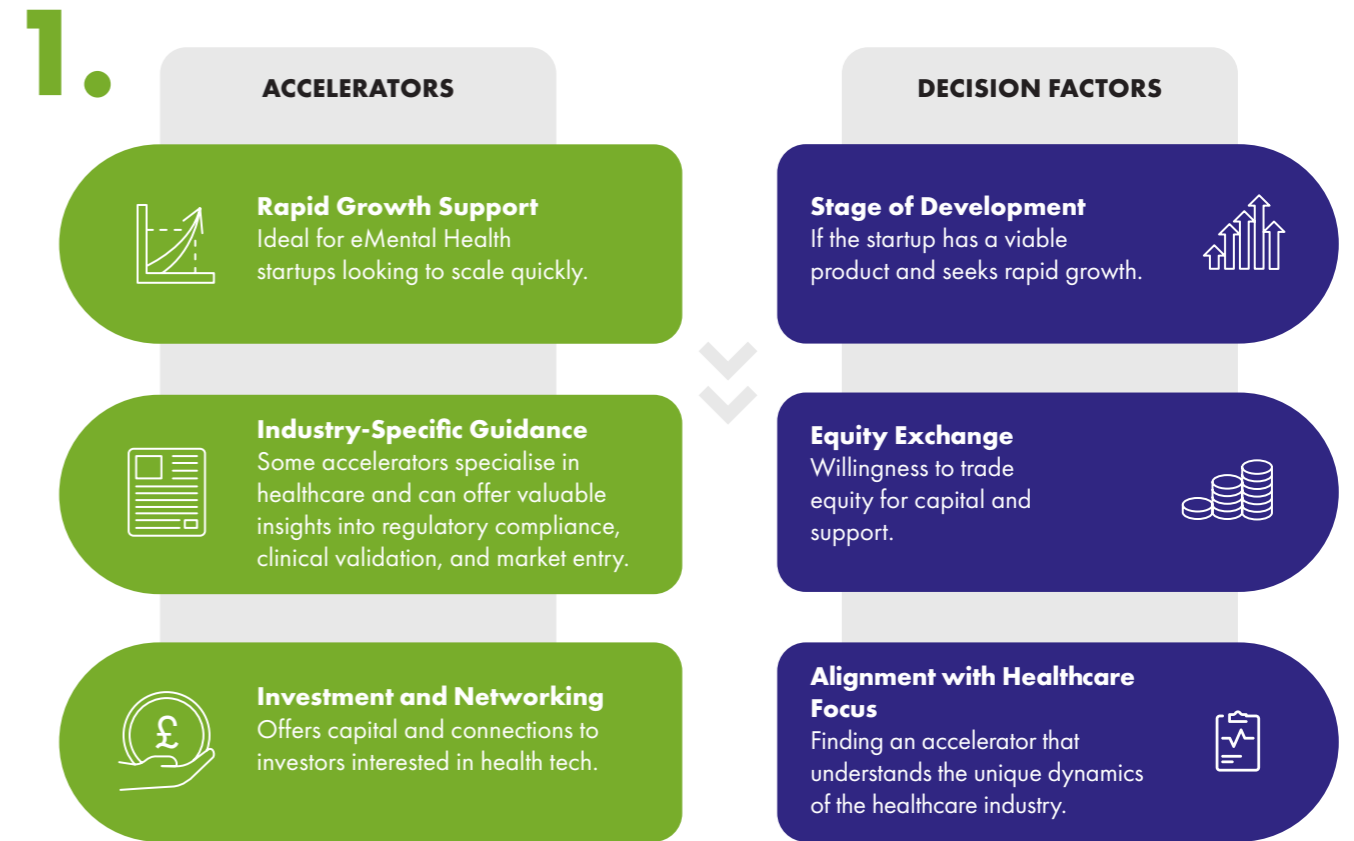 1.
ACCELERATORS
Rapid Growth Support
Ideal for eMental Health
startups looking to scale quickly.
Industry-Specific Guidance
Some accelerators specialise in
healthcare and can offer valuable
insights into regulatory compliance,
clinical validation, and market entry.
£
Investment and Networking
Offers capital and connections to
investors interested in health tech.
DECISION FACTORS
Stage of Development
If the startup has a viable
product and seeks rapid growth.
Equity Exchange
Willingness to trade
equity for capital and
support.
Alignment with Healthcare
Focus
Finding an accelerator that
understands the unique dynamics
of the healthcare industry.